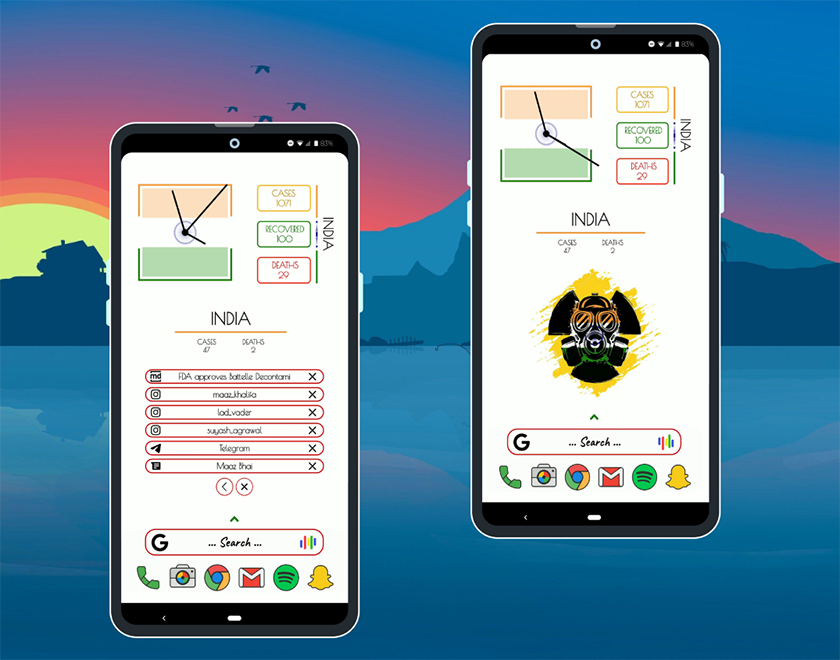 83%
CASES
1071
RECOVERED
100
DEATHS
29
INDIA
INDIA
CASES
47
DEATHS
2
md
FDA approves Battelle Decontami
maaz_khalifa
lad_vader
suyash_agrawal
Telegram
Maaz Bhai
G
... Search ...
83%
CASES
1071
RECOVERED
100
DEATHS
29
INDIA
INDIA
CASES
47
DEATHS
2
G
... Search ...